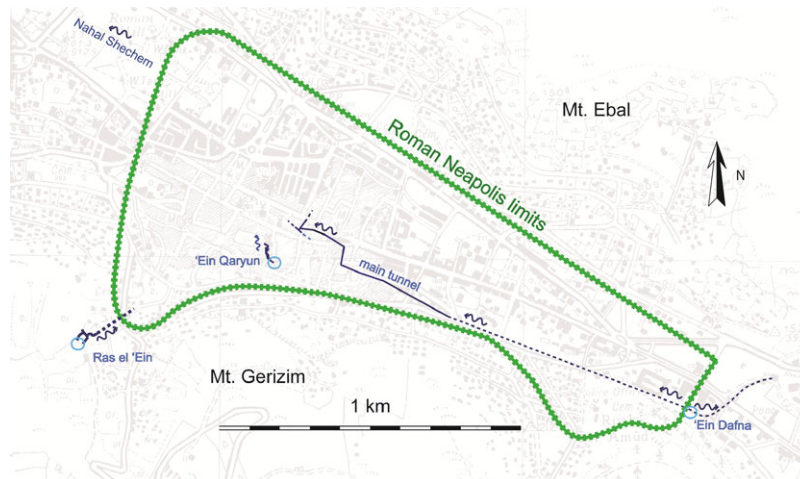 Nahal Shechem
Mt. Ebal
Roman Neapolis limits
N
'Ein Qaryun
main tunnel
Ras el 'Ein
Mt. Gerizim
1 km
'Ein Dafna